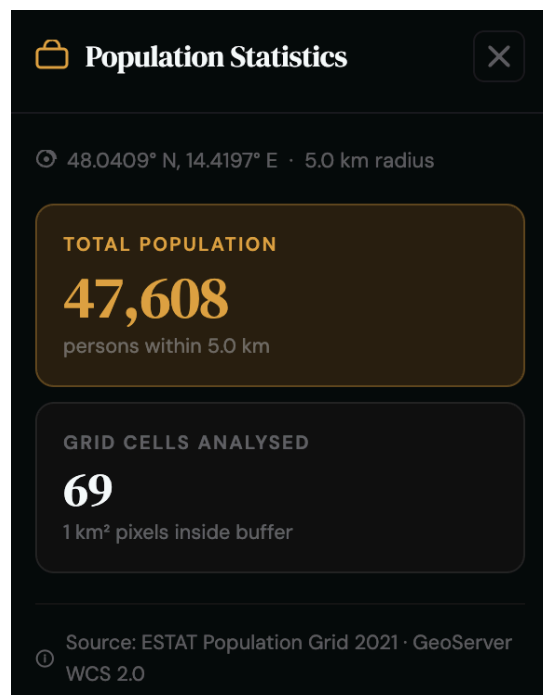 Population Statistics
48.0409° N, 14.4197° E · 5.0 km radius
TOTAL POPULATION
47,608
persons within 5.0 km
GRID CELLS ANALYSED
69
1 km² pixels inside buffer
Source: ESTAT Population Grid 2021 · GeoServer
WCS 2.0